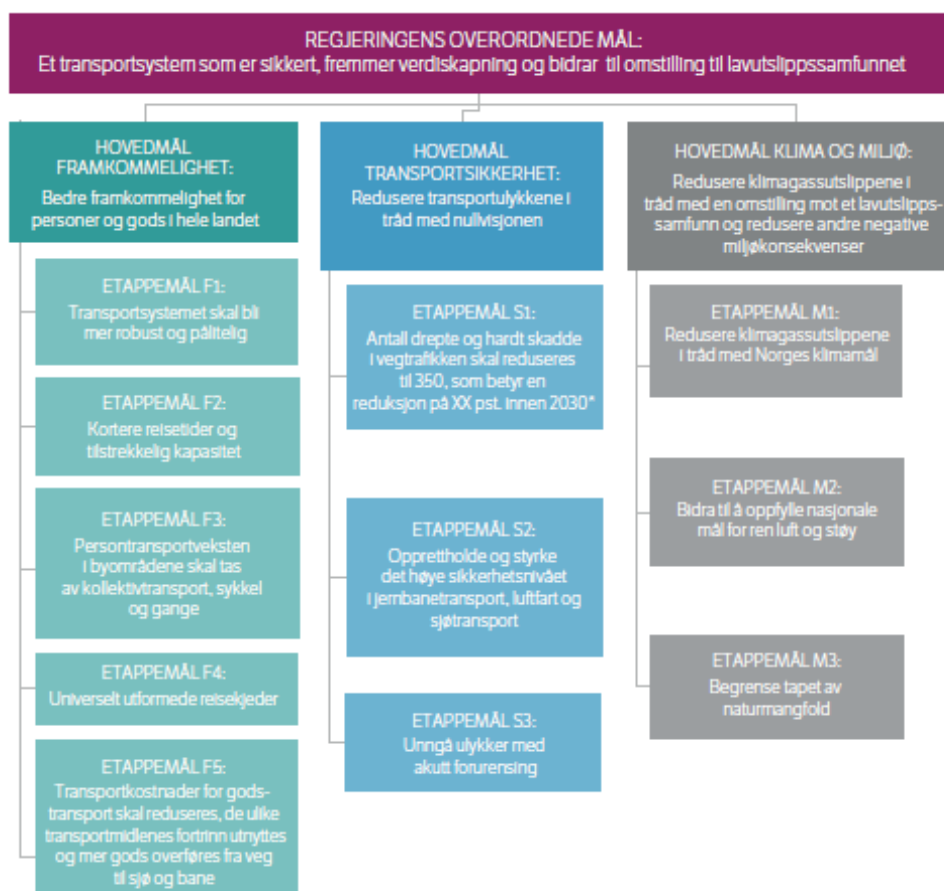 REGJERINGENS OVERORDNEDE MÅL:
Et transportsystem som er sikkert, fremmer verdiskapning og bidrar til omstilling til lavutslippssamfunnet
HOVEDMÅL
FRAMKOMMELIGHET:
Bedre framkommelighet for
personer og gods i hele landet
ETAPPEMÅL F1:
Transportsystemet skal bli
mer robust og pålitelig
ETAPPEMÅL F2:
Kortere reisetider og
tilstrekkelig kapasitet
ETAPPEMÅL F3:
Persontransportveksten
i byområdene skal tas
av kollektivtransport, sykkel
og gange
ETAPPEMÅL F4:
Universelt utformede reisekjeder
ETAPPEMÅL F5:
Transportkostnader for gods-
transport skal reduseres, de ulike
transportmidlenes fortrinn utnyttes
og mer gods overføres fra veg
til sjø og bane
HOVEDMÅL
TRANSPORTSIKKERHET:
Redusere transportulykkene i
tråd med nullvisjonen
ETAPPEMÅL S1:
Antall drepte og hardt skadde
i vegtrafikken skal reduseres
til 350, som betyr en
reduksjon på XX pst. innen 2030*
ETAPPEMÅL S2:
Opprettholde og styrke
det høye sikkerhetsnivået
i jernbanetransport, luftfart og
sjøtransport
ETAPPEMÅL S3:
Unngå ulykker med
akutt forurensing
HOVEDMÅL KLIMA OG MILJØ:
Redusere klimagassutslippene i
tråd med en omstilling mot et lavutslipps-
samfunn og redusere andre negative
miljøkonsekvenser
ETAPPEMÅL M1:
Redusere klimagassutslippene
i tråd med Norges klimamål
ETAPPEMÅL M2:
Bidra til å oppfylle nasjonale
mål for ren luft og støy
ETAPPEMÅL M3:
Begrense tapet av
naturmangfold